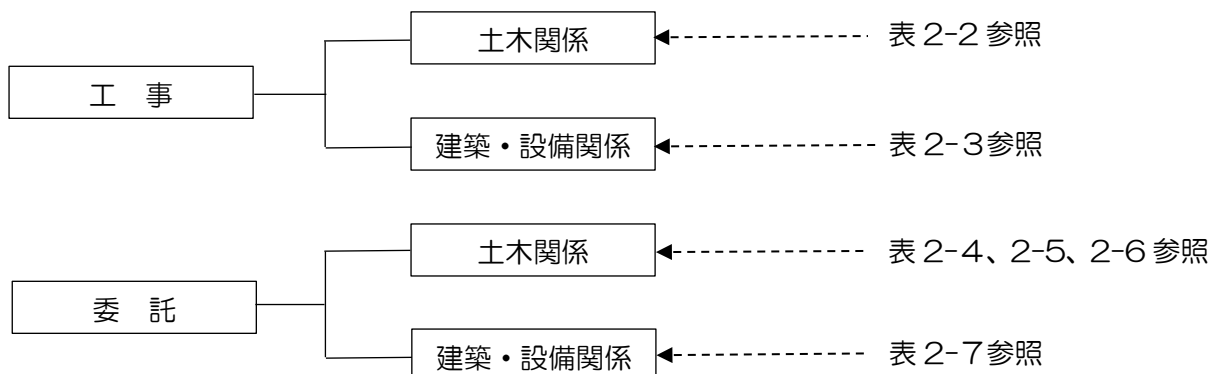 土木関係
表2-2参照
工 事
建築・設備関係
表2-3参照
土木関係
表2-4、2-5、2-6参照
委 託
建築・設備関係
表2-7参照